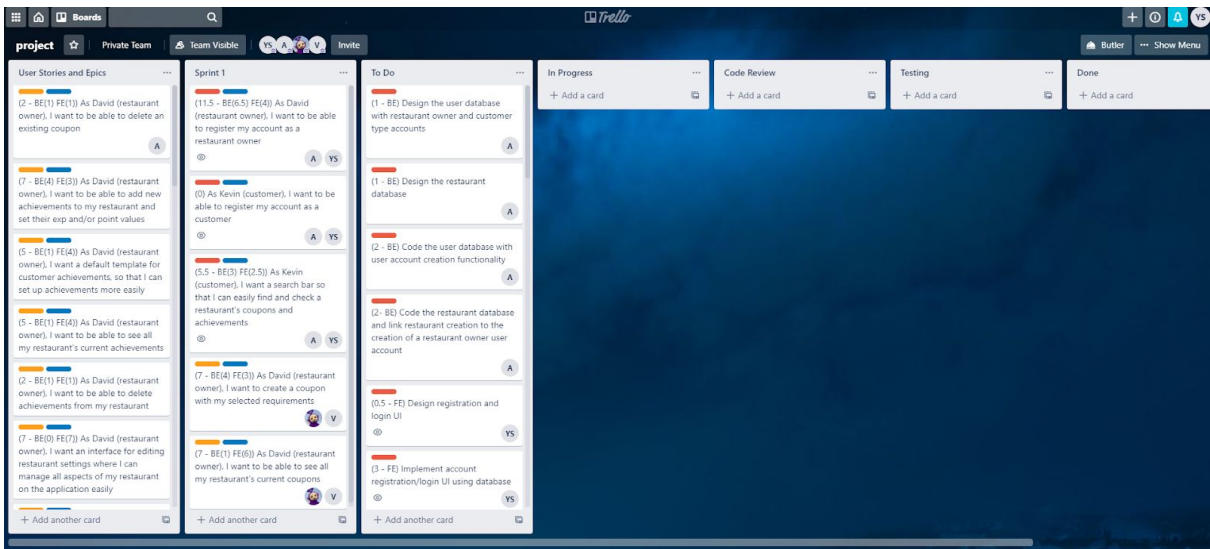 Boards
Trello
YS
project
Private Team
Team Visible
YS A V
Invite
Butler
... Show Menu
User Stories and Epics
(2 - BE(1) FE(1)) As David (restaurant
owner), I want to be able to delete an
existing coupon
A
(7 - BE(4) FE(3)) As David (restaurant
owner), I want to be able to add new
achievements to my restaurant and
set their exp and/or point values
(5 - BE(1) FE(4)) As David (restaurant
owner), I want a default template for
customer achievements, so that I can
set up achievements more easily
(5 - BE(1) FE(4)) As David (restaurant
owner), I want to be able to see all
my restaurant's current achievements
(2 - BE(1) FE(1)) As David (restaurant
owner), I want to be able to delete
achievements from my restaurant
(7 - BE(0) FE(7)) As David (restaurant
owner), I want an interface for editing
restaurant settings where I can
manage all aspects of my restaurant
on the application easily
+ Add another card
Sprint 1
(11.5 - BE(6.5) FE(4)) As David
(restaurant owner), I want to be able
to register my account as a
restaurant owner
A YS
(0) As Kevin (customer), I want to be
able to register my account as a
customer
A YS
(5.5 - BE(3) FE(2.5)) As Kevin
(customer), I want a search bar so
that I can easily find and check a
restaurant's coupons and
achievements
A YS
(7 - BE(4) FE(3)) As David (restaurant
owner), I want to create a coupon
with my selected requirements
V
(7 - BE(1) FE(6)) As David (restaurant
owner), I want to be able to see all
my restaurant's current coupons
V
+ Add another card
To Do
(1 - BE) Design the user database
with restaurant owner and customer
type accounts
A
(1 - BE) Design the restaurant
database
A
(2 - BE) Code the user database with
user account creation functionality
A
(2- BE) Code the restaurant database
and link restaurant creation to the
creation of a restaurant owner user
account
A
(0.5 - FE) Design registration and
login UI
YS
(3 - FE) Implement account
registration/login UI using database
YS
+ Add another card
In Progress
+ Add a card
Code Review
+ Add a card
Testing
+ Add a card
Done
+ Add a card